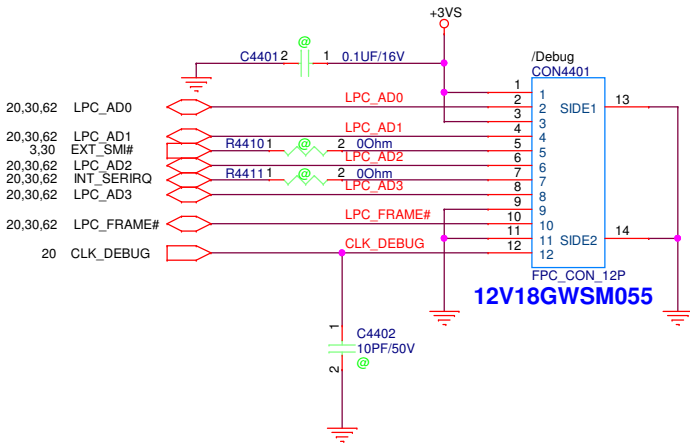 +3VS
@
C4401 2 1 0.1UF/16V
/Debug
CON4401
1 1
20,30,62 LPC_AD0 LPC_AD0 2 2 SIDE1 13
3 3
20,30,62 LPC_AD1 LPC_AD1 4 4
3,30 EXT_SMI# R4410 1 @ 2 0Ohm 5 5
20,30,62 LPC_AD2 LPC_AD2 6 6
20,30,62 INT_SERIRQ R4411 1 @ 2 0Ohm 7 7
20,30,62 LPC_AD3 LPC_AD3 8 8
9 9
20,30,62 LPC_FRAME# LPC_FRAME# 10 10
11 11 SIDE2 14
20 CLK_DEBUG CLK_DEBUG 12 12
FPC_CON_12P
12V18GWSM055
1 C4402
10PF/50V
2 @